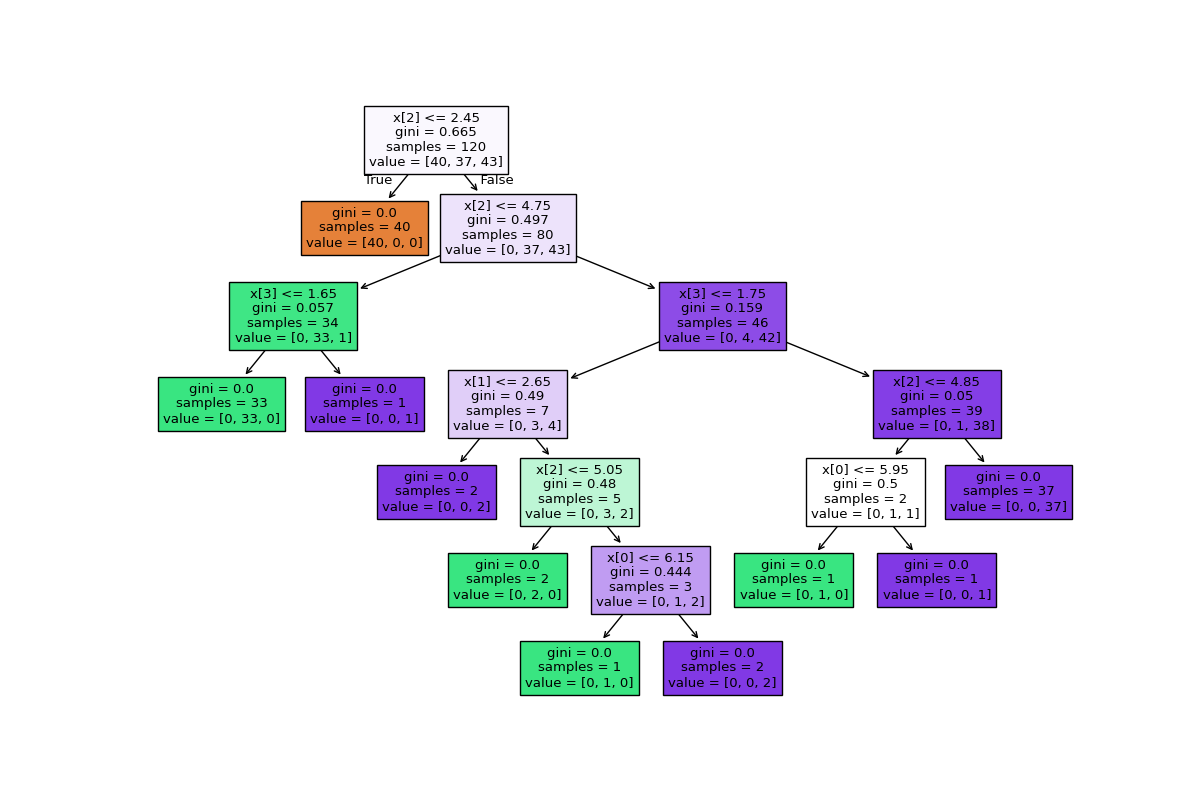 x[2] <= 2.45
gini = 0.665
samples = 120
value = [40, 37, 43]
True
False
gini = 0.0
samples = 40
value = [40, 0, 0]
x[2] <= 4.75
gini = 0.497
samples = 80
value = [0, 37, 43]
x[3] <= 1.65
gini = 0.057
samples = 34
value = [0, 33, 1]
x[3] <= 1.75
gini = 0.159
samples = 46
value = [0, 4, 42]
gini = 0.0
samples = 33
value = [0, 33, 0]
gini = 0.0
samples = 1
value = [0, 0, 1]
x[1] <= 2.65
gini = 0.49
samples = 7
value = [0, 3, 4]
x[2] <= 4.85
gini = 0.05
samples = 39
value = [0, 1, 38]
gini = 0.0
samples = 2
value = [0, 0, 2]
x[2] <= 5.05
gini = 0.48
samples = 5
value = [0, 3, 2]
x[0] <= 5.95
gini = 0.5
samples = 2
value = [0, 1, 1]
gini = 0.0
samples = 37
value = [0, 0, 37]
gini = 0.0
samples = 2
value = [0, 2, 0]
x[0] <= 6.15
gini = 0.444
samples = 3
value = [0, 1, 2]
gini = 0.0
samples = 1
value = [0, 1, 0]
gini = 0.0
samples = 1
value = [0, 0, 1]
gini = 0.0
samples = 1
value = [0, 1, 0]
gini = 0.0
samples = 2
value = [0, 0, 2]